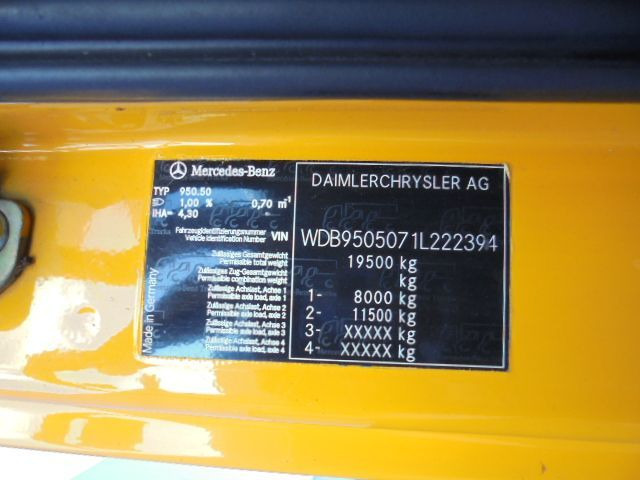 Mercedes-Benz
DAIMLERCHRYSLER AG
TYP 950.50
1,00 % 0,70 m-1
IHA= 4,30
Fahrzeugidentifizierungsnummer
Vehicle Identification Number VIN
WDB9505071L222394
Zulässiges Gesamtgewicht
Permissible total weight
19500 kg
Zulässiges Zug-Gesamtgewicht
Permissible combination weight
kg
Zulässige Achslast, Achse 1
Permissible axle load, axle 1
1- 8000 kg
Zulässige Achslast, Achse 2
Permissible axle load, axle 2
2- 11500 kg
Zulässige Achslast, Achse 3
Permissible axle load, axle 3
3- XXXXX kg
Zulässige Achslast, Achse 4
Permissible axle load, axle 4
4- XXXXX kg
Made in Germany